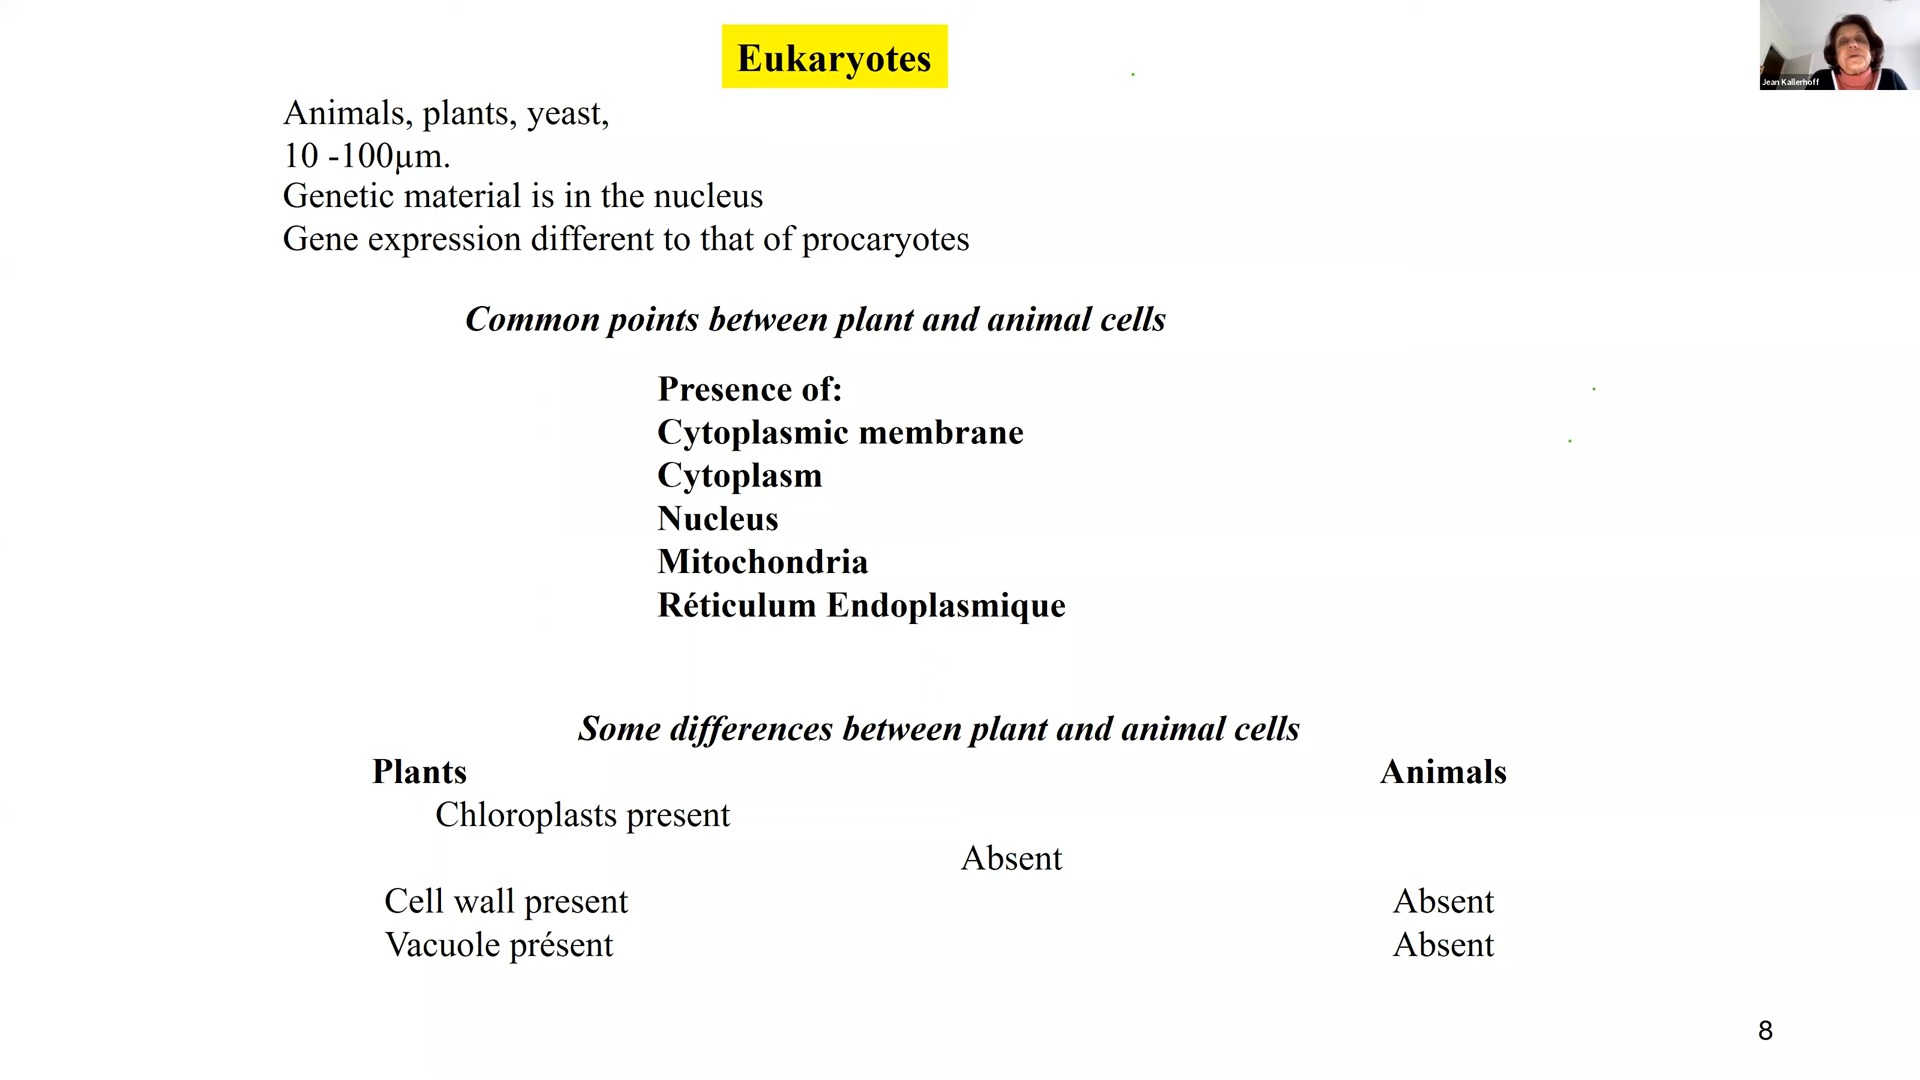 Eukaryotes
Jean Kallerhoff
Animals, plants, yeast,
10 -100µm.
Genetic material is in the nucleus
Gene expression different to that of procaryotes
Common points between plant and animal cells
Presence of:
Cytoplasmic membrane
Cytoplasm
Nucleus
Mitochondria
Réticulum Endoplasmique
Some differences between plant and animal cells
Plants Animals
Chloroplasts present
Absent
Cell wall present Absent
Vacuole présent Absent
8